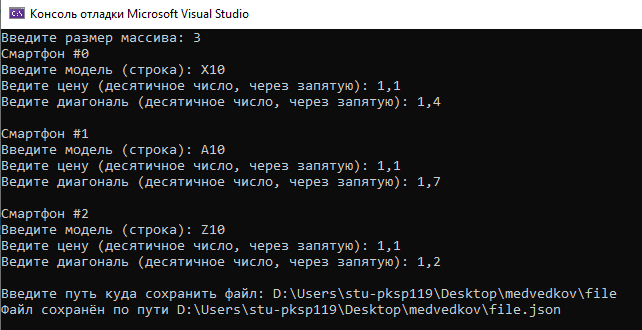 Консоль отладки Microsoft Visual Studio
Введите размер массива: 3
Смартфон #0
Введите модель (строка): X10
Ведите цену (десятичное число, через запятую): 1,1
Ведите диагональ (десятичное число, через запятую): 1,4
Смартфон #1
Введите модель (строка): A10
Ведите цену (десятичное число, через запятую): 1,1
Ведите диагональ (десятичное число, через запятую): 1,7
Смартфон #2
Введите модель (строка): Z10
Ведите цену (десятичное число, через запятую): 1,1
Ведите диагональ (десятичное число, через запятую): 1,2
Введите путь куда сохранить файл: D:\Users\stu-pksp119\Desktop\medvedkov\file
Файл сохранён по пути D:\Users\stu-pksp119\Desktop\medvedkov\file.json